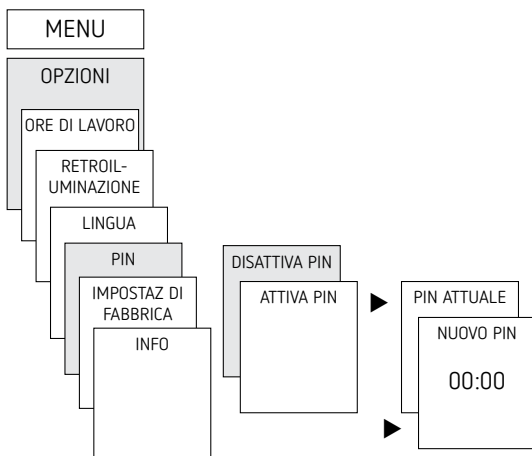 MENU
OPZIONI
ORE DI LAVORO
RETROIL-
UMINAZIONE
LINGUA
PIN
IMPOSTAZ DI
FABBRICA
INFO
DISATTIVA PIN
ATTIVA PIN
PIN ATTUALE
NUOVO PIN
00:00